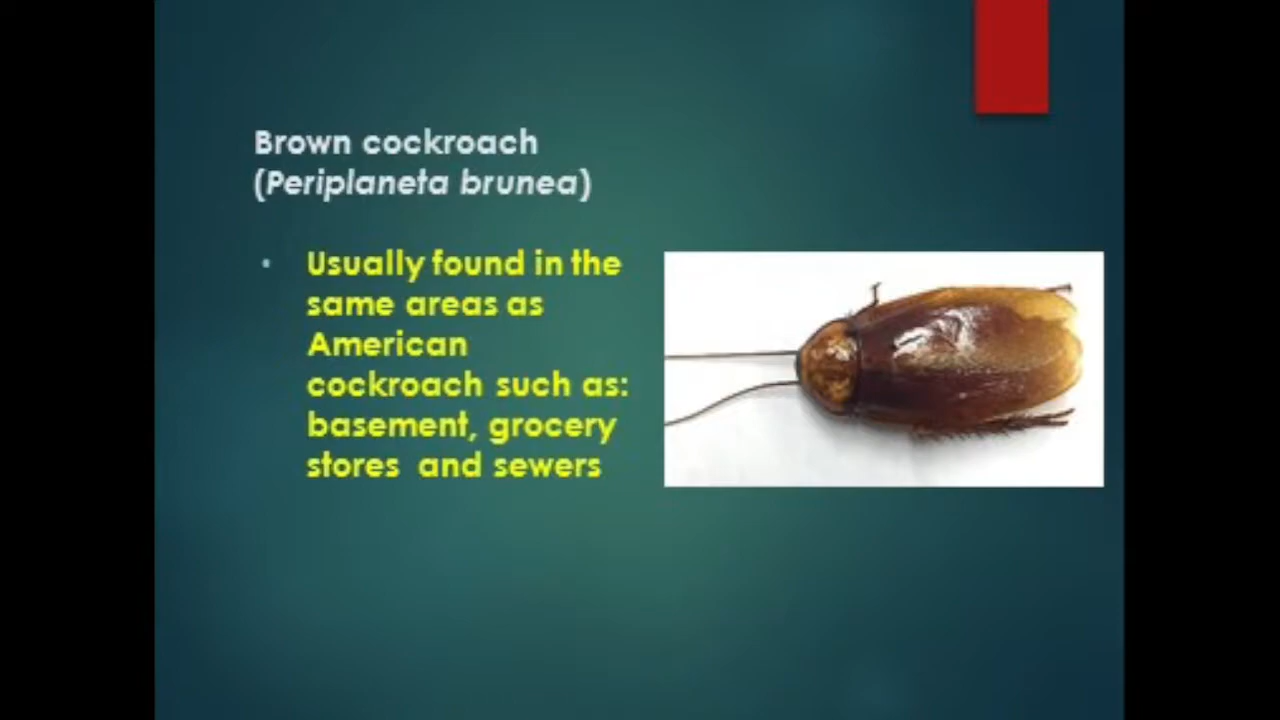 Brown cockroach
(Periplaneta brunea)
• Usually found in the
same areas as
American
cockroach such as:
basement, grocery
stores and sewers